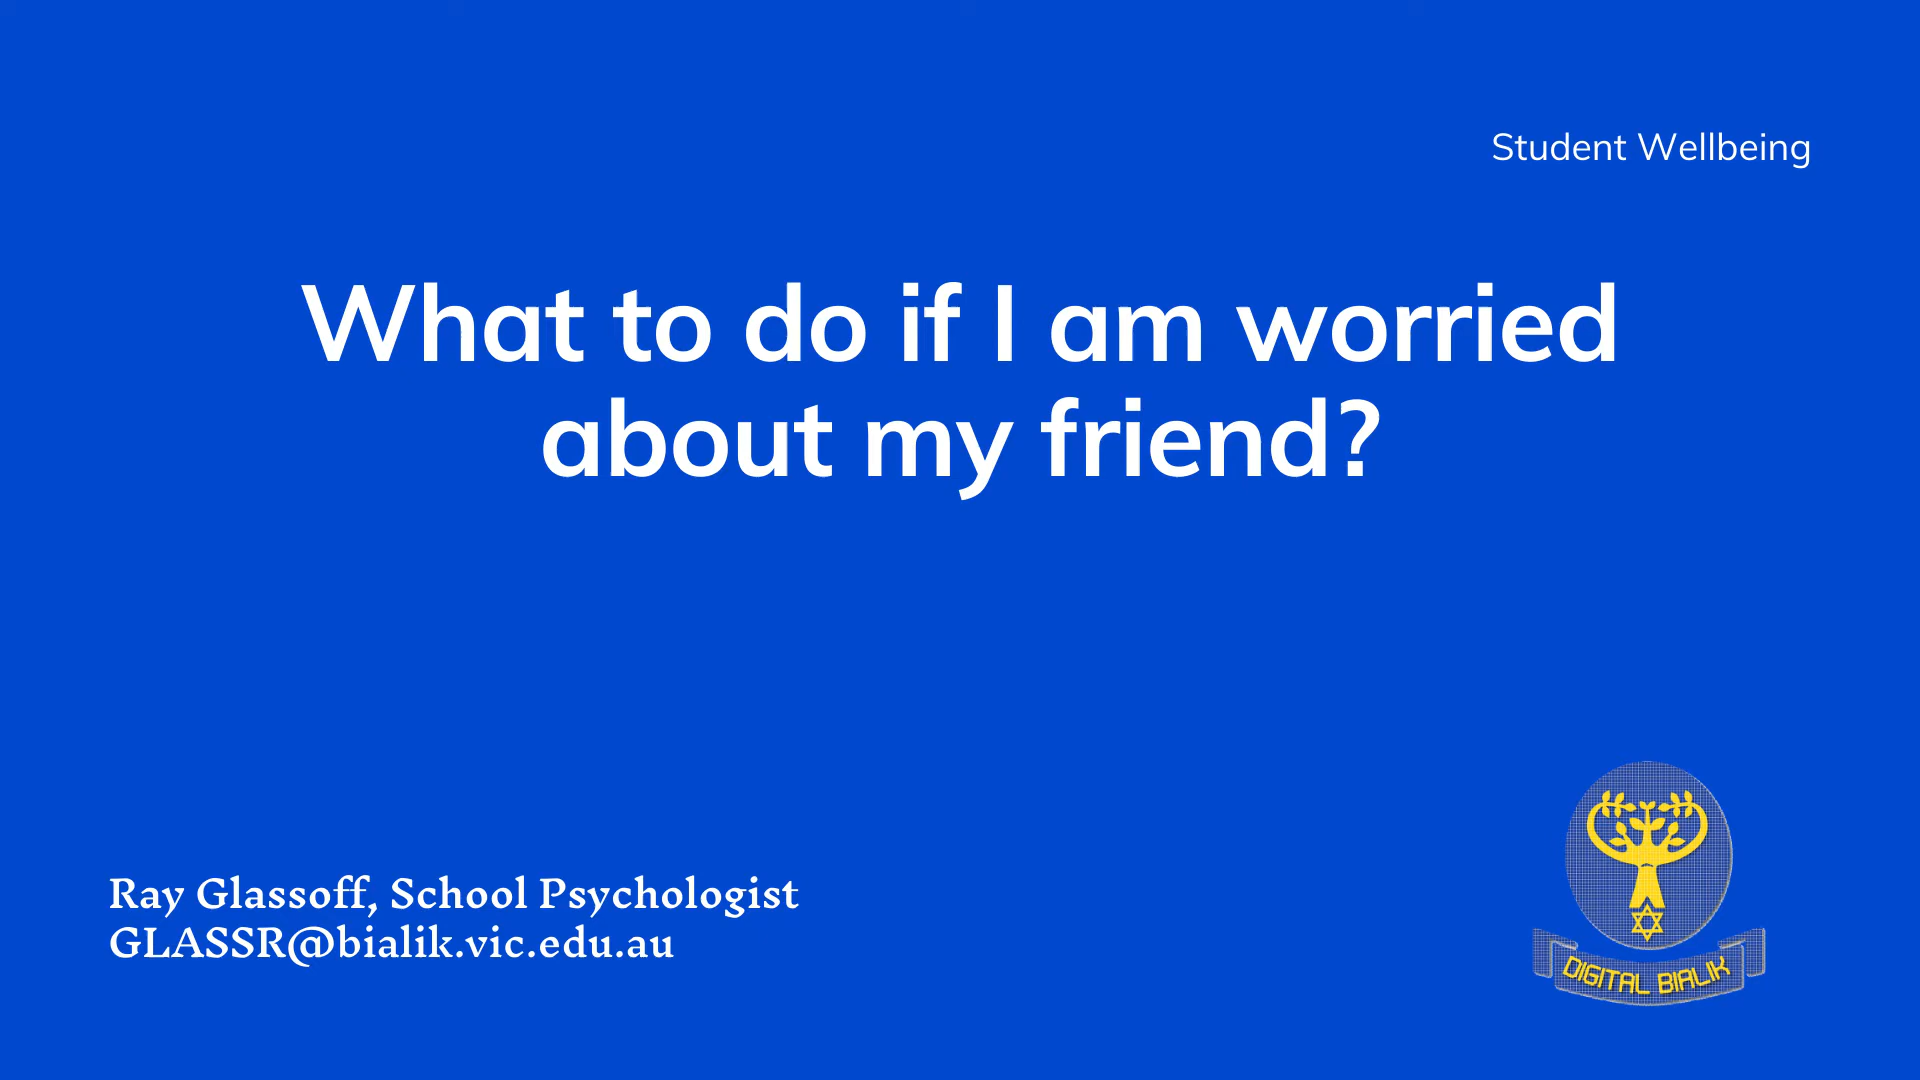 Student Wellbeing
What to do if I am worried
about my friend?
Ray Glassoff, School Psychologist
GLASSR@bialik.vic.edu.au
DIGITAL BIALIK